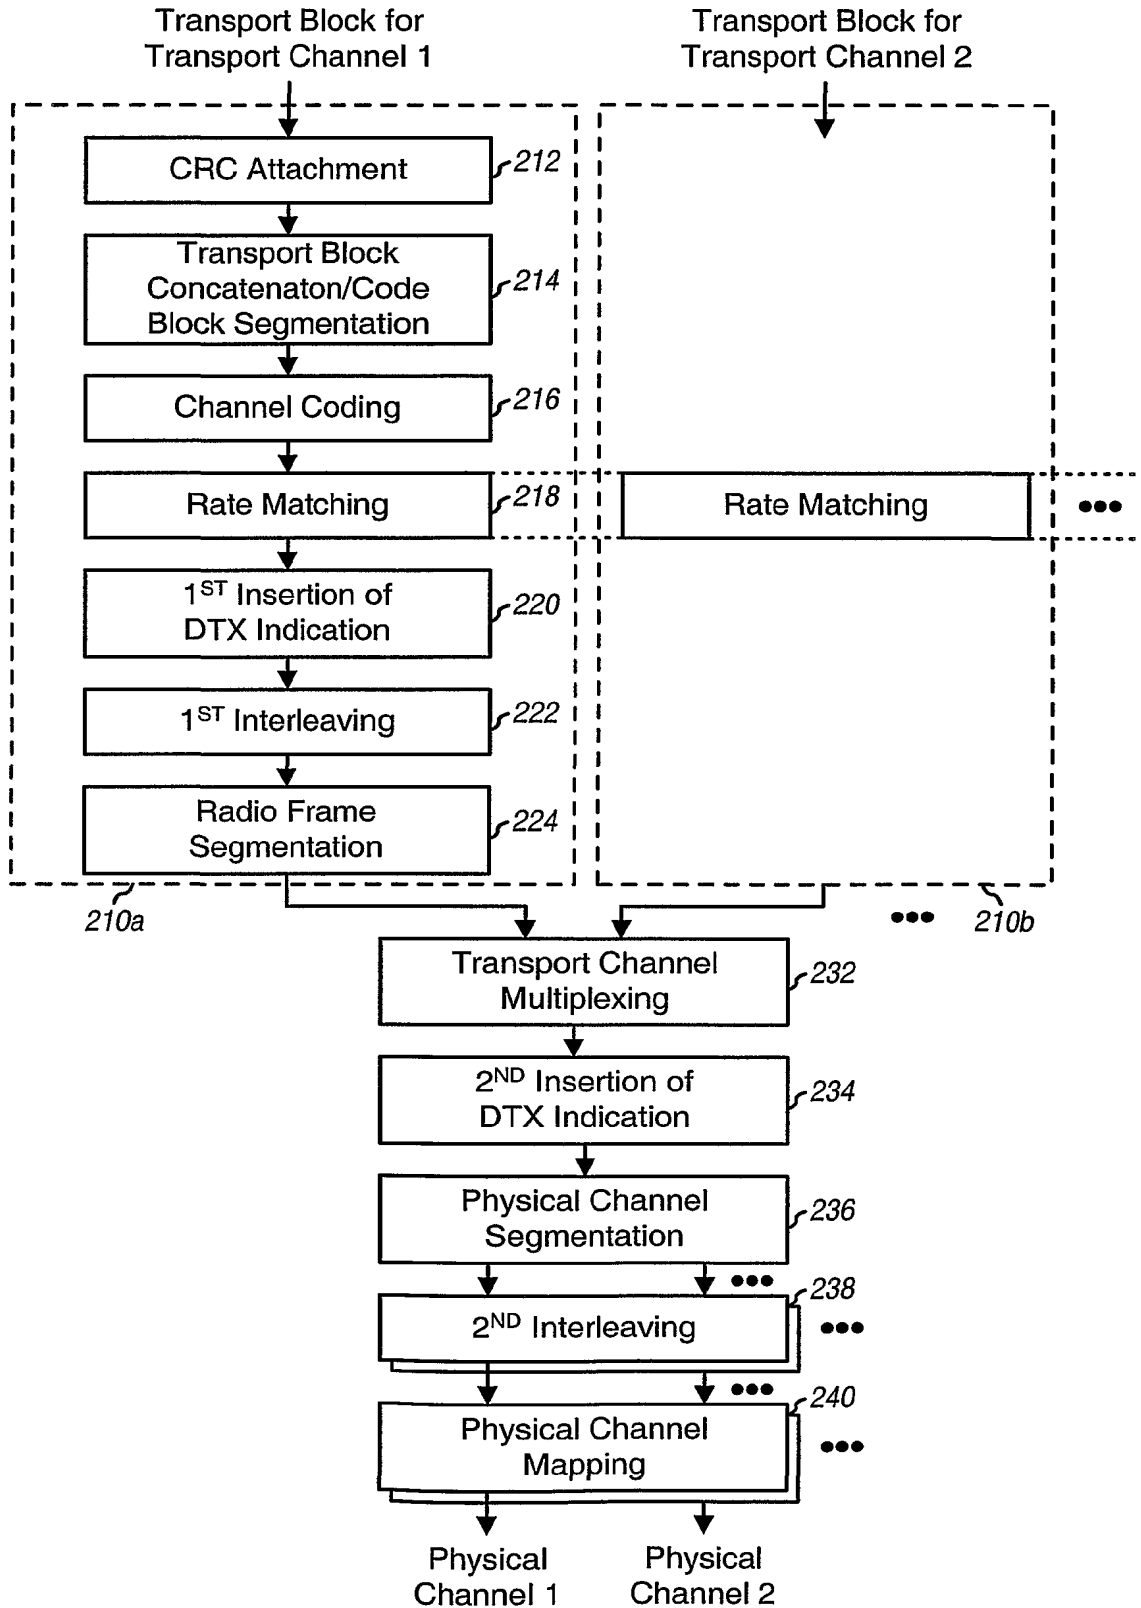 Transport Block for
Transport Channel 1
Transport Block for
Transport Channel 2
CRC Attachment
212
Transport Block
Concatenaton/Code
Block Segmentation
214
Channel Coding
216
Rate Matching
218
Rate Matching
1ST Insertion of
DTX Indication
220
1ST Interleaving
222
Radio Frame
Segmentation
224
210a
210b
Transport Channel
Multiplexing
232
2ND Insertion of
DTX Indication
234
Physical Channel
Segmentation
236
2ND Interleaving
238
Physical Channel
Mapping
240
Physical
Channel 1
Physical
Channel 2